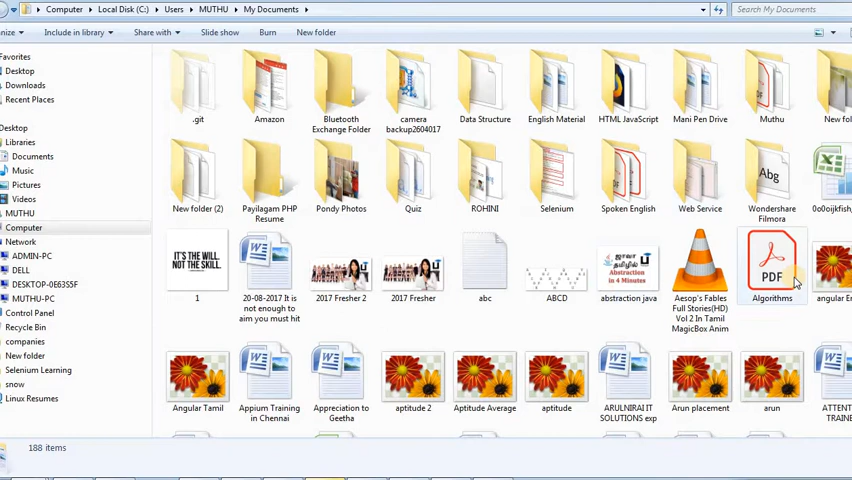 Computer Local Disk (C:) Users MUTHU My Documents
Search My Documents
Include in library Share with Slide show Burn New folder
Favorites
Desktop
Downloads
Recent Places
Desktop
Libraries
Documents
Music
Pictures
Videos
MUTHU
Computer
Network
ADMIN-PC
DELL
DESKTOP-0E63S5F
MUTHU-PC
Control Panel
Recycle Bin
companies
New folder
Selenium Learning
snow
Linux Resumes
.git
Amazon
Bluetooth
Exchange Folder
camera
backup2604017
Data Structure
English Material
HTML JavaScript
Mani Pen Drive
Muthu
New fol
New folder (2)
Payilagam PHP
Resume
Pondy Photos
Quiz
ROHINI
Selenium
Spoken English
Web Service
Abg
Wondershare
Filmora
IT'S THE WILL,
NOT THE SKILL.
1
20-08-2017 It is
not enough to
aim you must hit
2017 Fresher 2
2017 Fresher
abc
ABCD
ஜாவா
தமிழில்
Abstraction
in 4 Minutes
abstraction java
Aesop's Fables
Full Stories(HD)
Vol 2 In Tamil
MagicBox Anim
PDF
Algorithms
Angular Tamil
Appium Training
in Chennai
Appreciation to
Geetha
aptitude 2
Aptitude Average
aptitude
ARULNIRAI IT
SOLUTIONS exp
Arun placement
arun
188 items